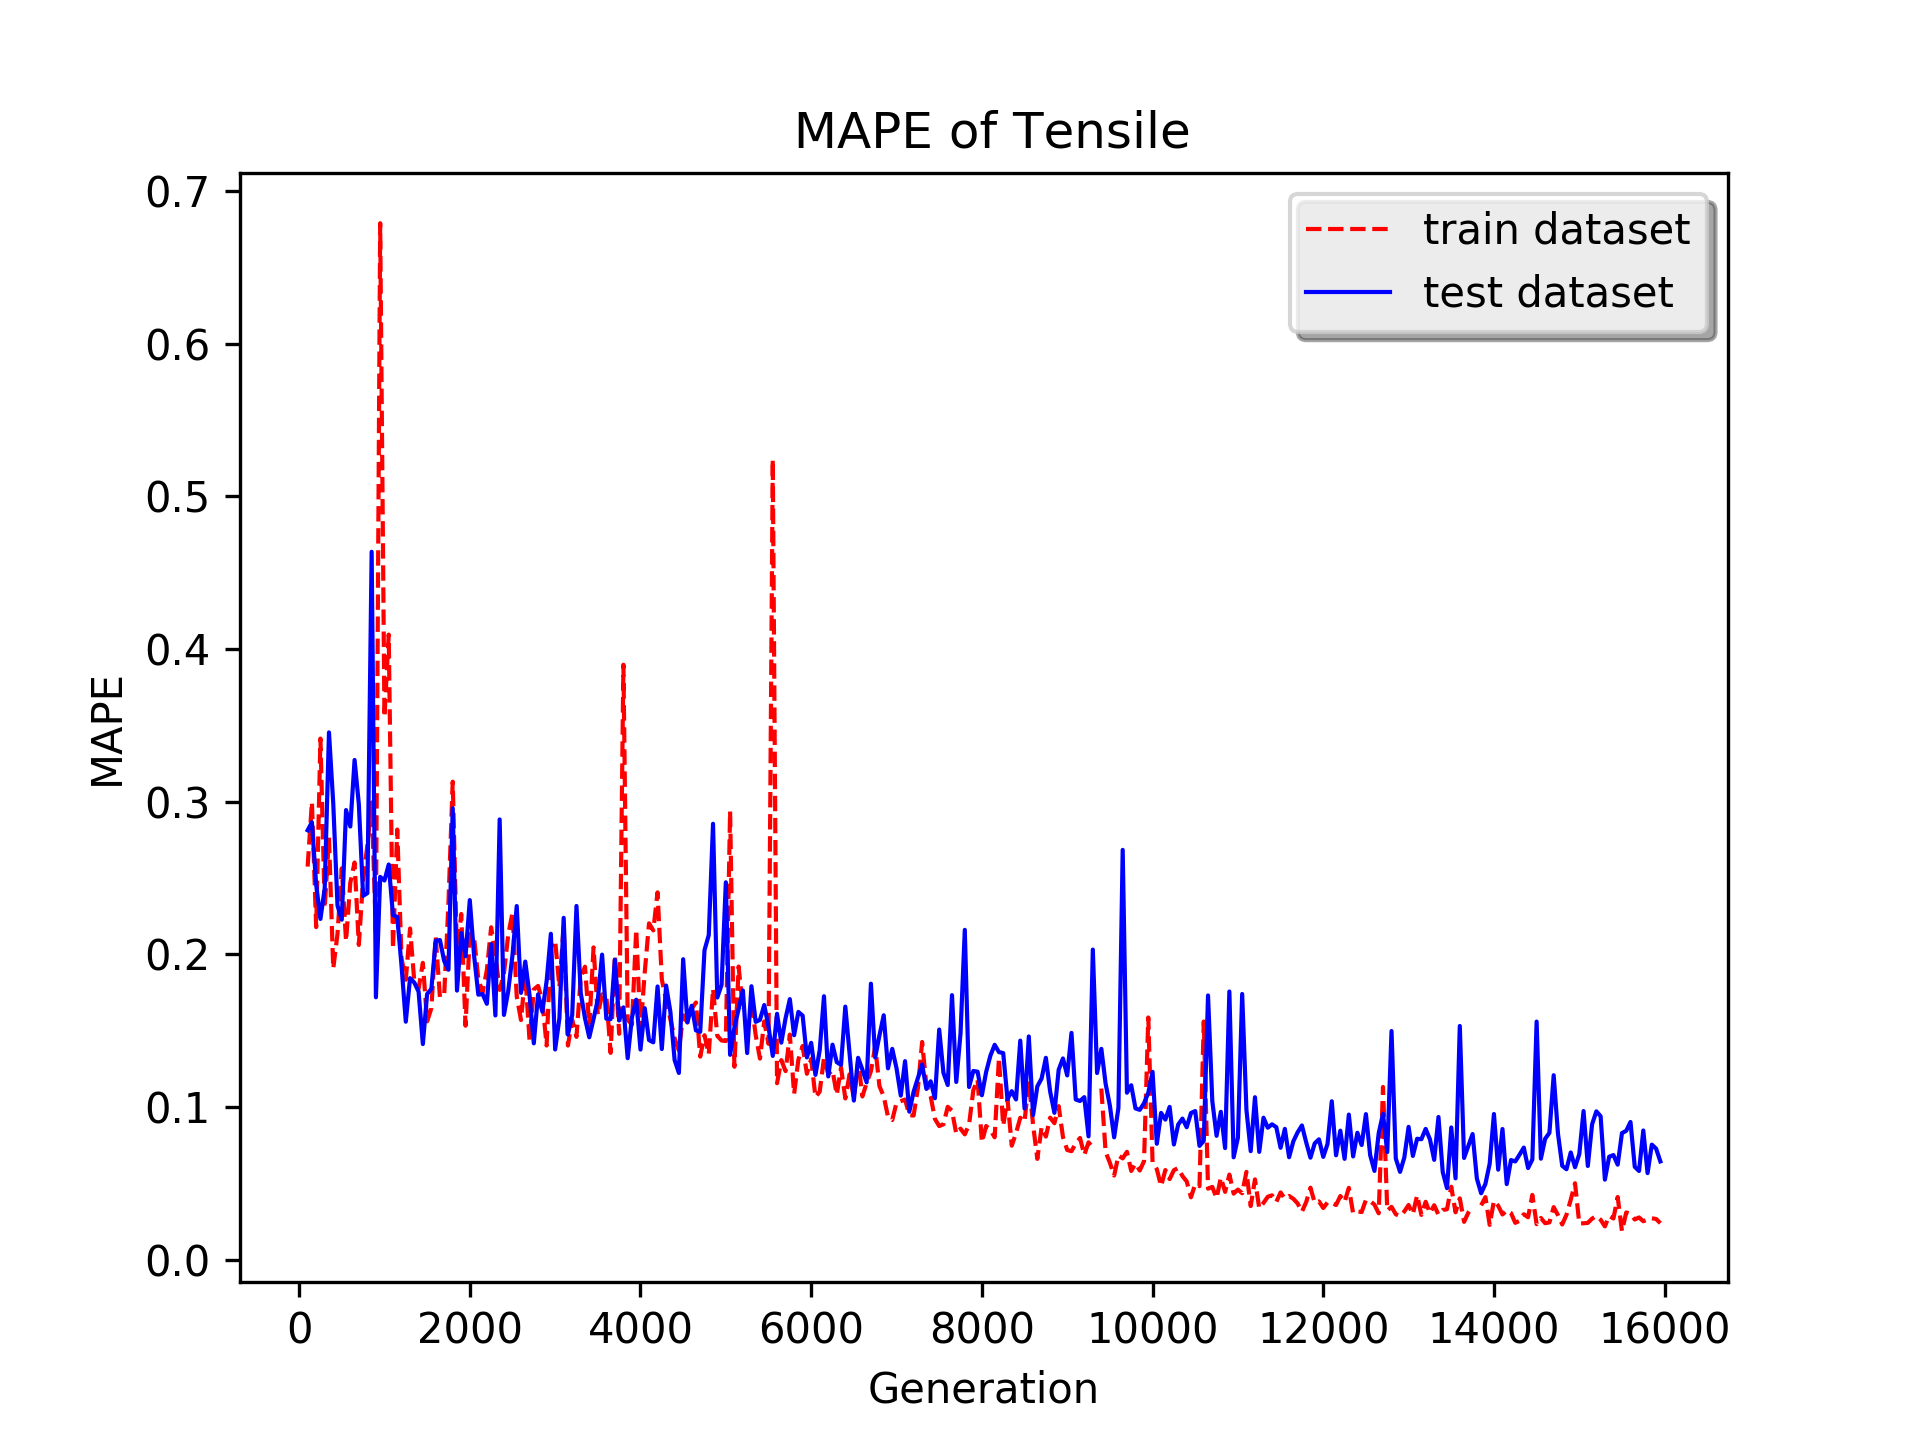 MAPE of Tensile
train dataset
test dataset
MAPE
0.7
0.6
0.5
0.4
0.3
0.2
0.1
0.0
0 2000 4000 6000 8000 10000 12000 14000 16000
Generation